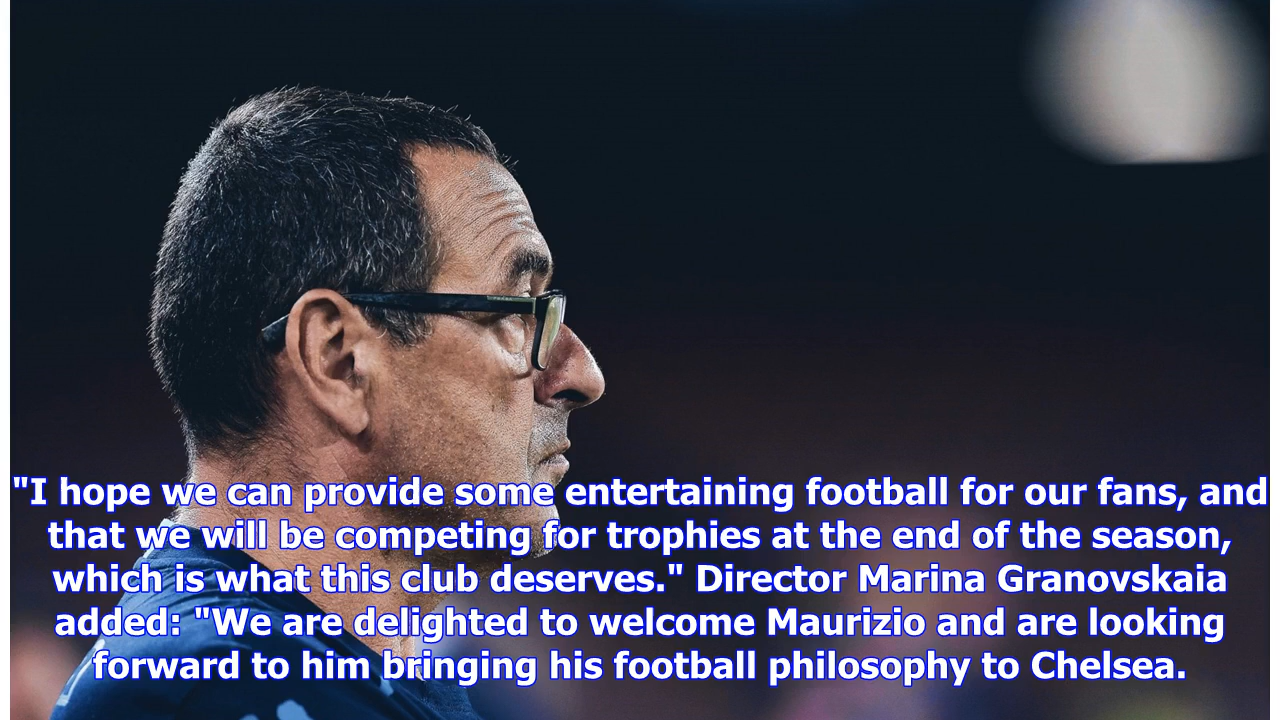 "I hope we can provide some entertaining football for our fans, and
that we will be competing for trophies at the end of the season,
which is what this club deserves." Director Marina Granovskaia
added: "We are delighted to welcome Maurizio and are looking
forward to him bringing his football philosophy to Chelsea.